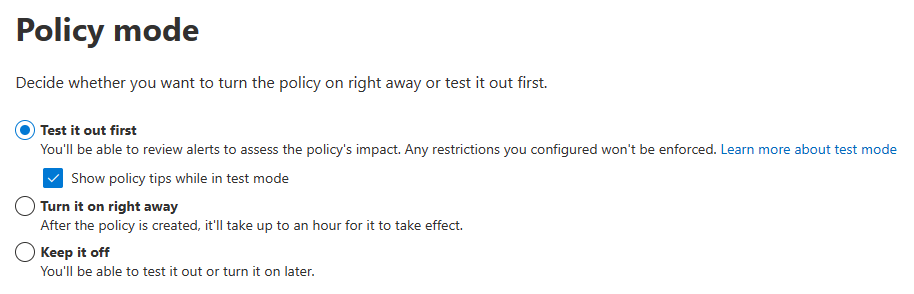 Policy mode
Decide whether you want to turn the policy on right away or test it out first.
Test it out first
You'll be able to review alerts to assess the policy's impact. Any restrictions you configured won't be enforced. Learn more about test mode
Show policy tips while in test mode
Turn it on right away
After the policy is created, it'll take up to an hour for it to take effect.
Keep it off
You'll be able to test it out or turn it on later.